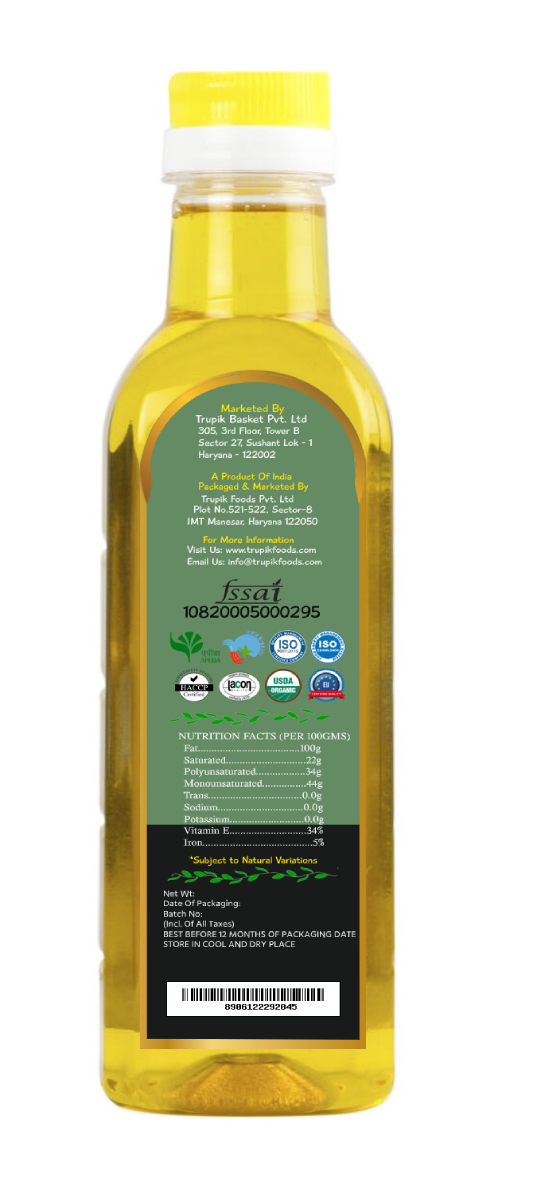 Marketed By
Trupik Basket Pvt. Ltd
305, 3rd Floor, Tower B
Sector 27, Sushant Lok - 1
Haryana - 122002
A Product Of India
Packaged & Marketed By
Trupik Foods Pvt. Ltd
Plot No.521-522, Sector-8
IMT Manesar, Haryana 122050
For More Information
Visit Us: www.trupikfoods.com
Email Us: info@trupikfoods.com
fssai
10820005000295
एपीडा
APEDA
ISO
ISO
HACCP
Certified
lacon
USDA
ORGANIC
EU
NUTRITION FACTS (PER 100GMS)
Fat..................................100g
Saturated...........................22g
Polyunsaturated.................34g
Monounsaturated...............44g
Trans...............................0.0g
Sodium............................0.0g
Potassium.........................0.0g
Vitamin E..........................34%
Iron.....................................5%
*Subject to Natural Variations
Net Wt:
Date Of Packaging:
Batch No:
(Incl. Of All Taxes)
BEST BEFORE 12 MONTHS OF PACKAGING DATE
STORE IN COOL AND DRY PLACE
8906122292045